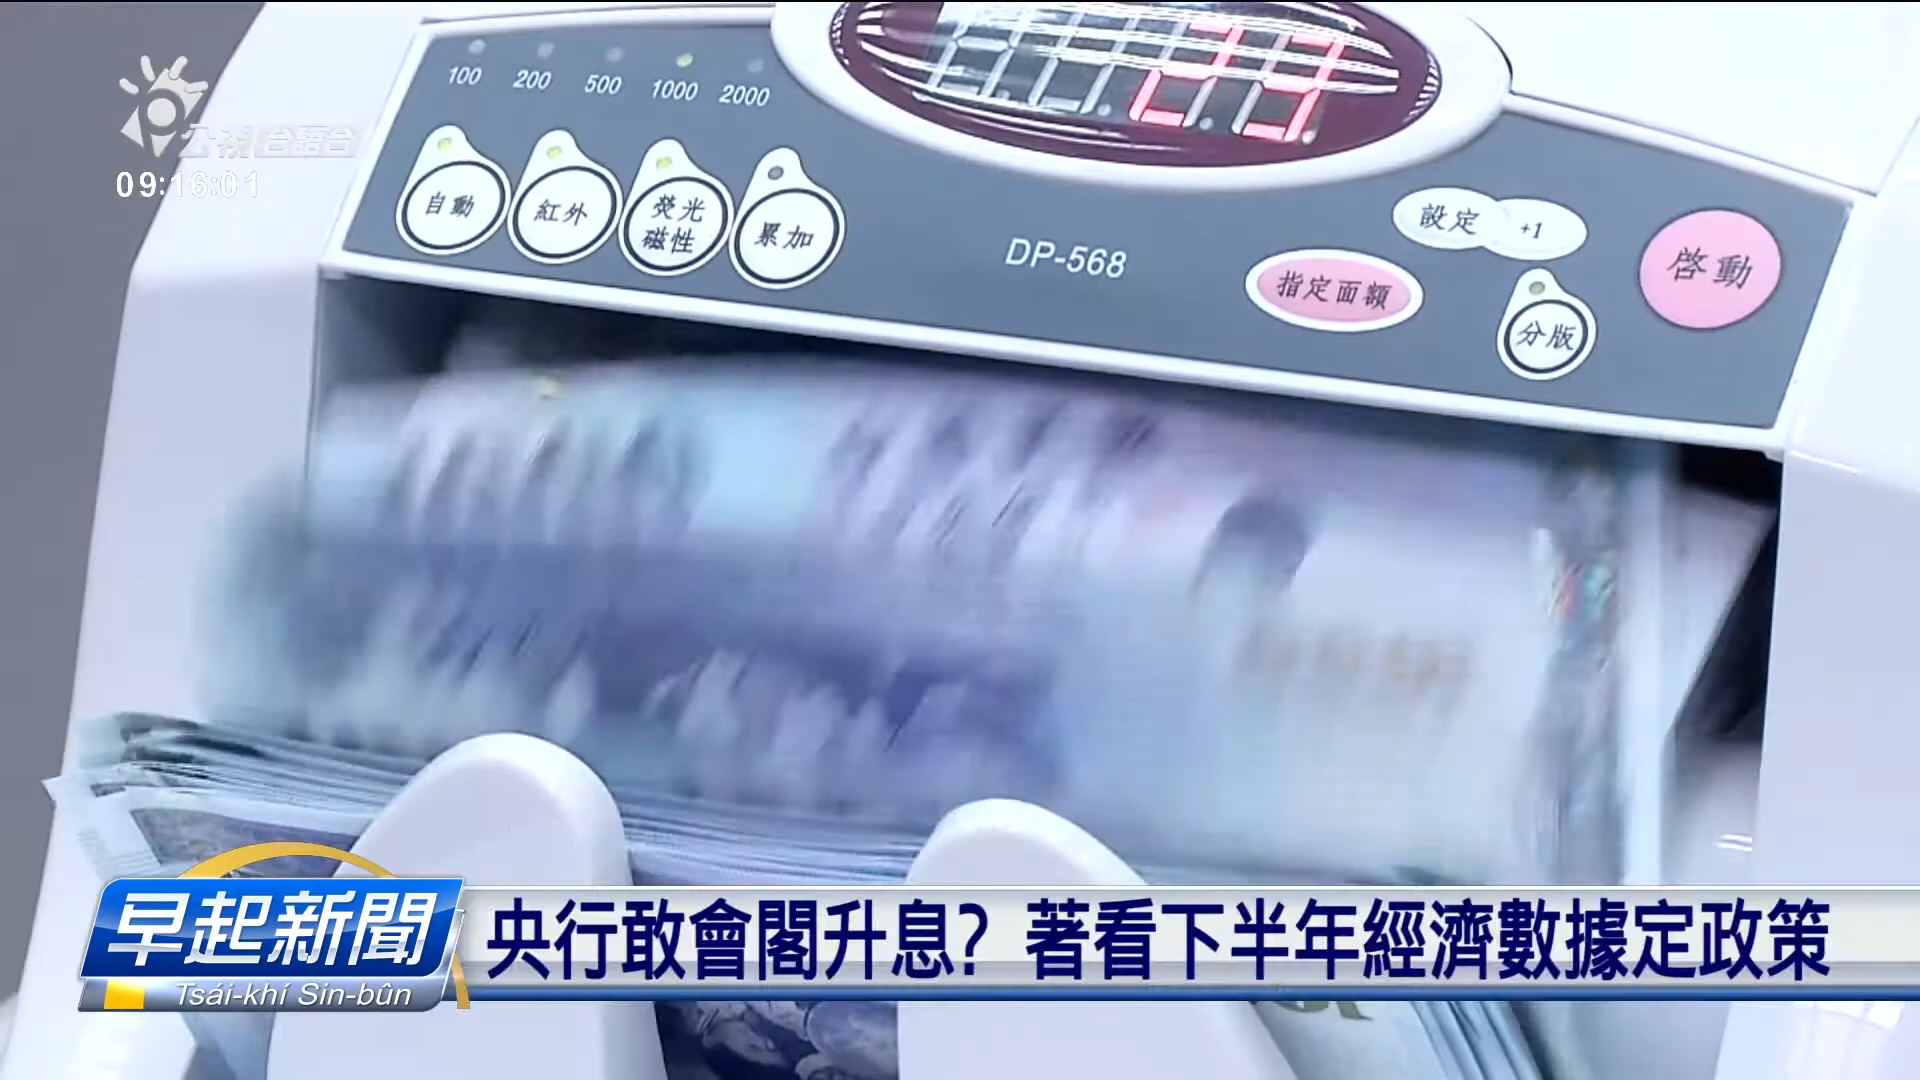 100 200 500 1000 2000
公視 台語台
09:16:01
自動
紅外
熒光
磁性
累加
DP-568
設定
+1
指定面額
分版
啓動
早起新聞
Tsái-khí Sin-bûn
央行敢會閣升息? 著看下半年經濟數據定政策